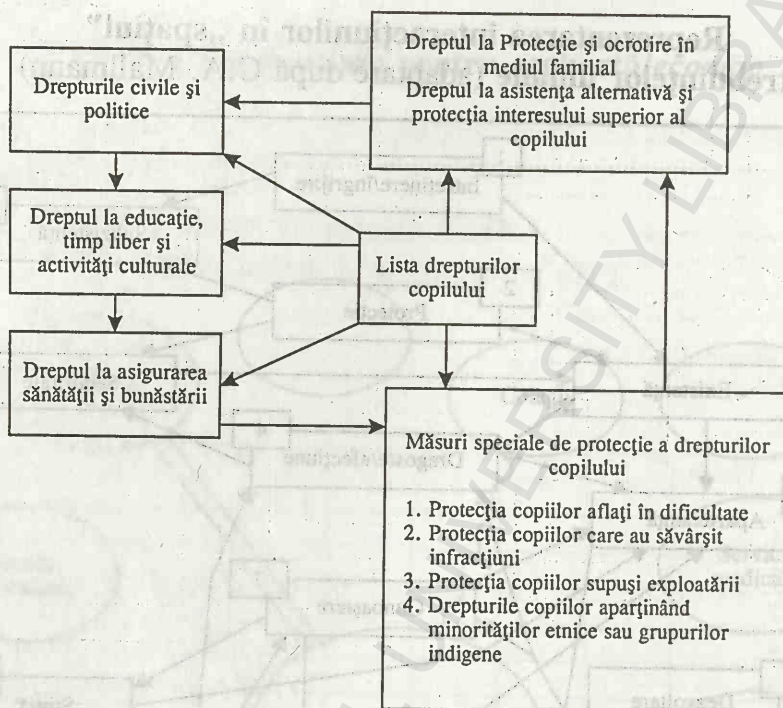 Dreptul la Protecţie şi ocrotire în
mediul familial
Dreptul la asistenţa alternativă şi
protecţia interesului superior al
copilului
Drepturile civile şi
politice
Dreptul la educaţie,
timp liber şi
activităţi culturale
Lista drepturilor
copilului
Dreptul la asigurarea
sănătăţii şi bunăstării
Măsuri speciale de protecţie a drepturilor
copilului
1. Protecţia copiilor aflaţi în dificultate
2. Protecţia copiilor care au săvârşit
infracţiuni
3. Protecţia copiilor supuşi exploatării
4. Drepturile copiilor aparţinând
minorităţilor etnice sau grupurilor
indigene
UNIVERSITY LIBRA